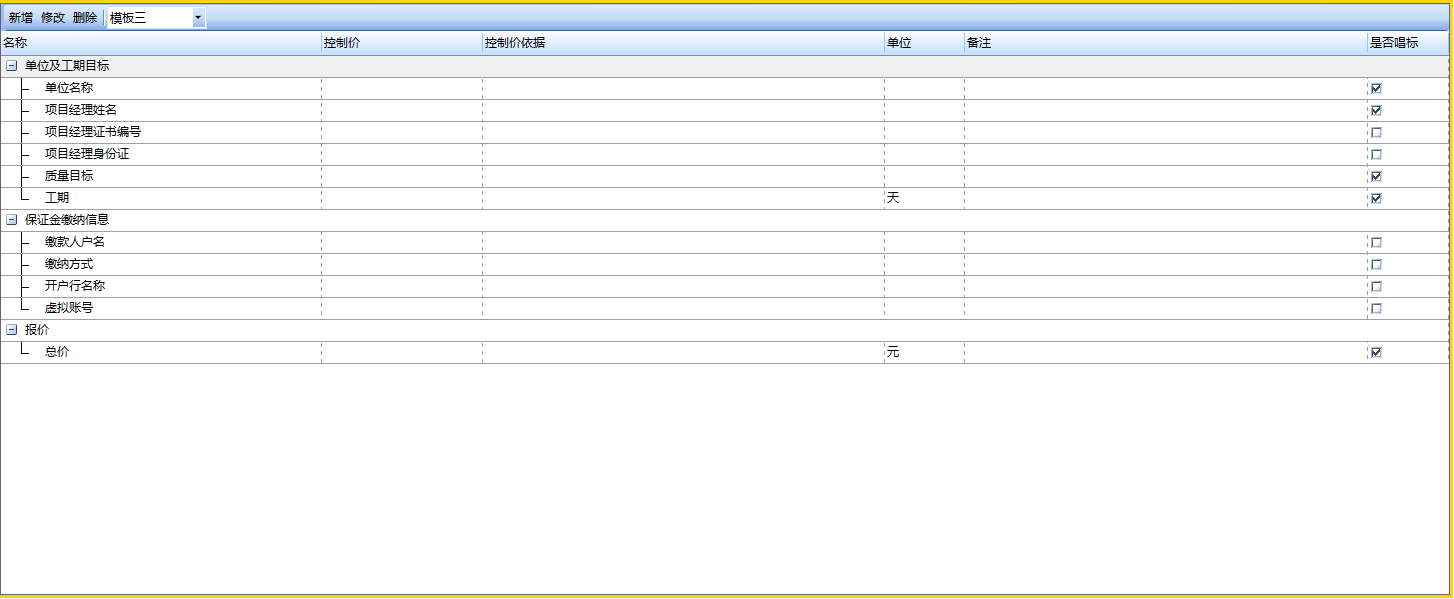 新增 修改 删除 模板三
名称 控制价 控制价依据 单位 备注 是否唱标
单位及工期目标
单位名称
项目经理姓名
项目经理证书编号
项目经理身份证
质量目标
工期 天
保证金缴纳信息
缴款人户名
缴纳方式
开户行名称
虚拟账号
报价
总价 元